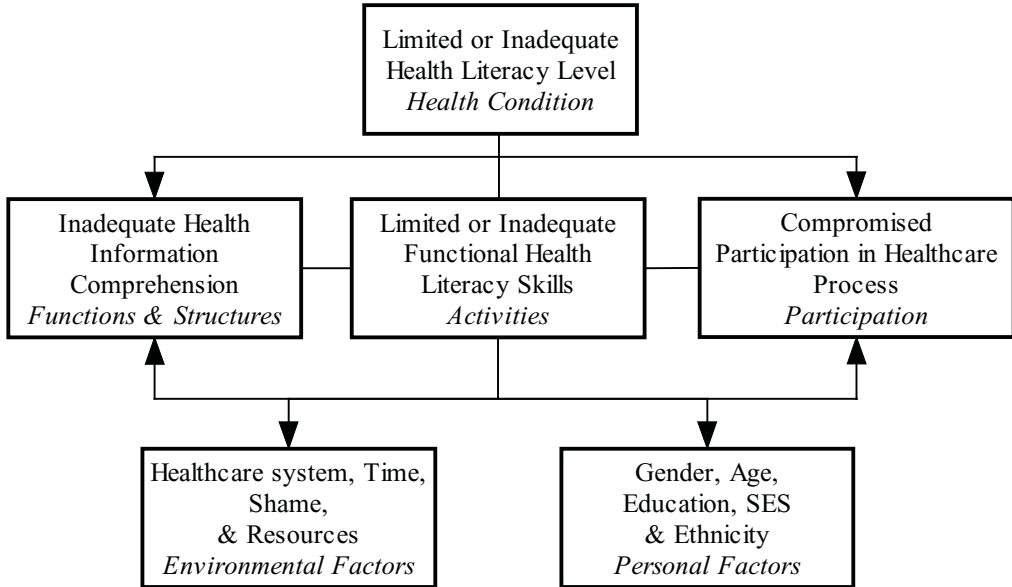 Limited or Inadequate
Health Literacy Level
Health Condition
Inadequate Health
Information
Comprehension
Functions & Structures
Limited or Inadequate
Functional Health
Literacy Skills
Activities
Compromised
Participation in Healthcare
Process
Participation
Healthcare system, Time,
Shame,
& Resources
Environmental Factors
Gender, Age,
Education, SES
& Ethnicity
Personal Factors